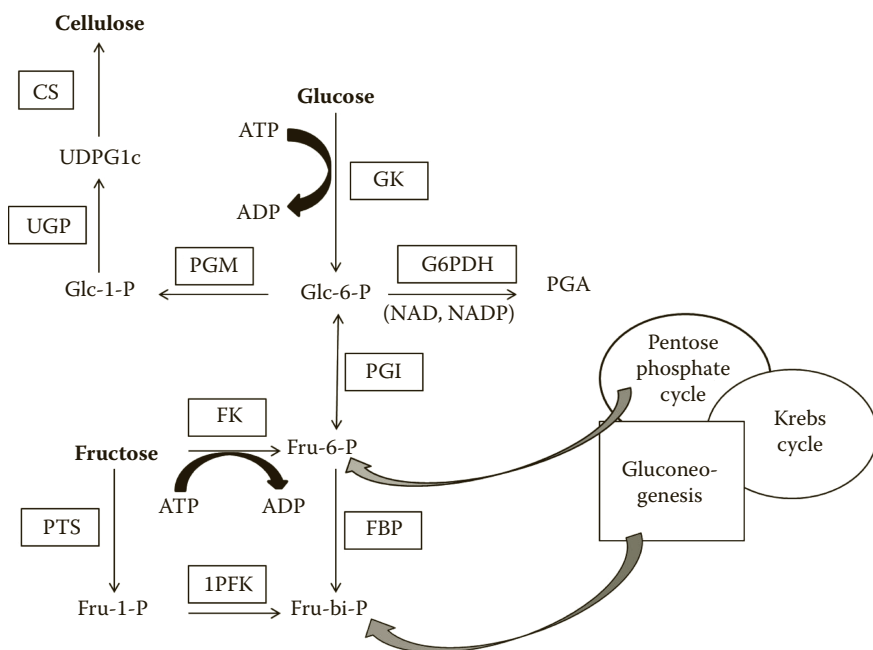 Cellulose
CS
Glucose
ATP
UDPG1c
GK
ADP
UGP
PGM
G6PDH
Glc-1-P
Glc-6-P
PGA
(NAD, NADP)
Pentose
phosphate
cycle
PGI
Krebs
cycle
FK
Fructose
Fru-6-P
Gluconeo-
genesis
ATP
ADP
PTS
FBP
1PFK
Fru-1-P
Fru-bi-P